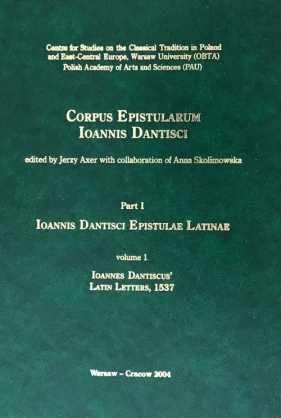 Centre for Studies on the Classical Tradition in Poland
and East-Central Europe, Warsaw University (OBTA)
Polish Academy of Arts and Sciences (PAU)
CORPUS EPISTULARUM
IOANNIS DANTISCI
edited by Jerzy Axer with collaboration of Anna Skolimowska
Part I
IOANNIS DANTISCI EPISTULAE LATINAE
volume 1
IOANNES DANTISCUS'
LATIN LETTERS, 1537
Warsaw – Cracow 2004